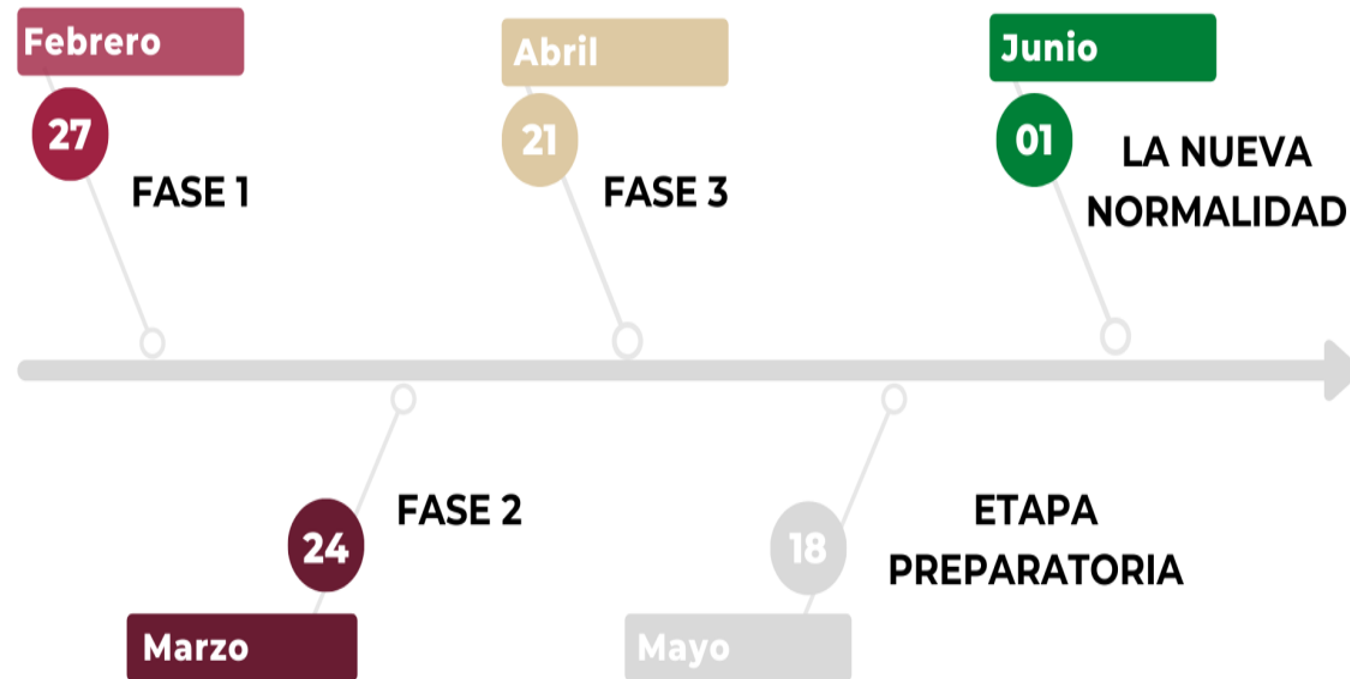 Febrero
27
FASE 1
Abril
21
FASE 3
Junio
01
LA NUEVA
NORMALIDAD
24
FASE 2
Marzo
18
ETAPA
PREPARATORIA
Mayo